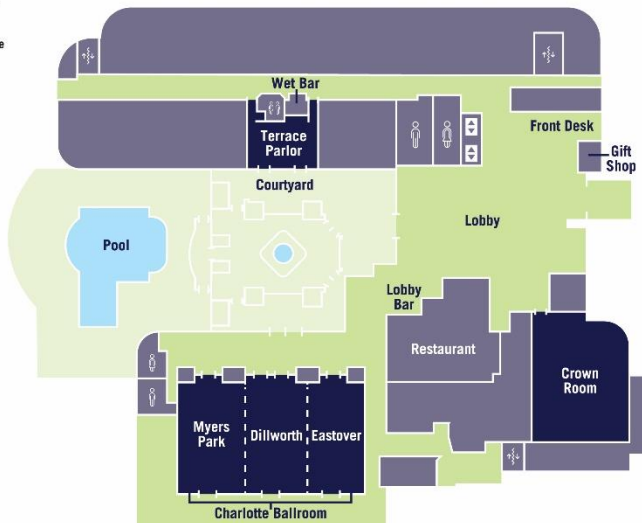 e
Wet Bar
Terrace
Parlor
Front Desk
Gift
Shop
Courtyard
Lobby
Pool
Lobby
Bar
Restaurant
Crown
Room
Myers
Park
Dillworth
Eastover
Charlotte Ballroom